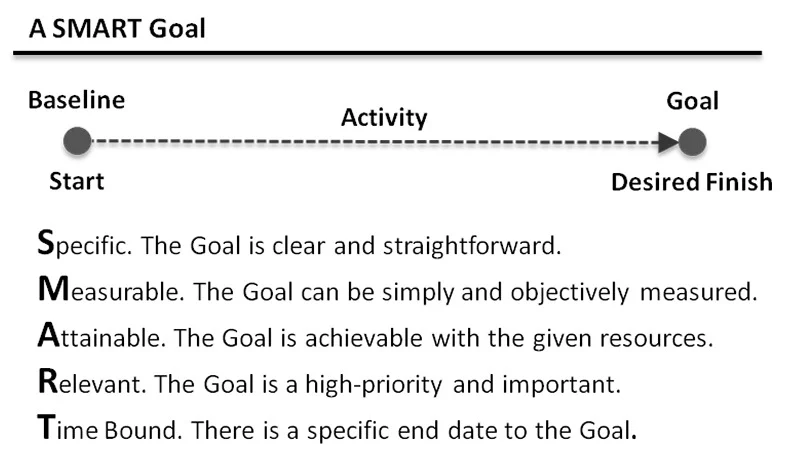 A SMART Goal
Baseline
Activity
Goal
Start
Desired Finish
Specific. The Goal is clear and straightforward.
Measurable. The Goal can be simply and objectively measured.
Attainable. The Goal is achievable with the given resources.
Relevant. The Goal is a high-priority and important.
Time Bound. There is a specific end date to the Goal.